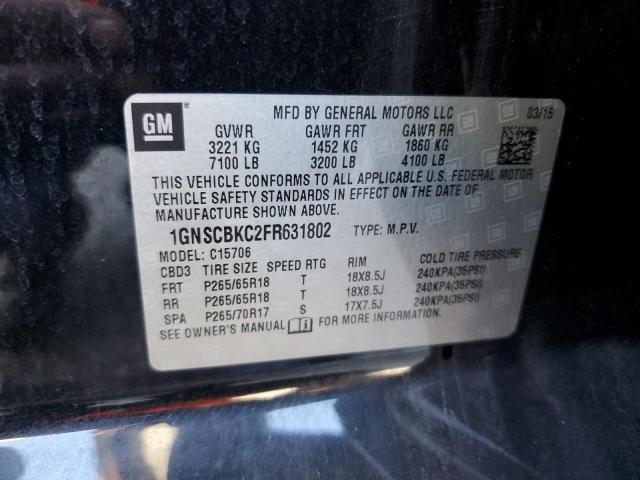 GM ® MFD BY GENERAL MOTORS LLC 03/15
GVWR GAWR FRT GAWR RR
3221 KG 1452 KG 1860 KG
7100 LB 3200 LB 4100 LB
THIS VEHICLE CONFORMS TO ALL APPLICABLE U.S. FEDERAL MOTOR
VEHICLE SAFETY STANDARDS IN EFFECT ON THE DATE OF
MANUFACTURE SHOWN ABOVE.
1GNSCBKC2FR631802 TYPE: M.P.V.
MODEL: C15706
CBD3 TIRE SIZE SPEED RTG RIM COLD TIRE PRESSURE
FRT P265/65R18 T 18X8.5J 240KPA(35PSI)
RR P265/65R18 T 18X8.5J 240KPA(35PSI)
SPA P265/70R17 S 17X7.5J 240KPA(35PSI)
SEE OWNER'S MANUAL FOR MORE INFORMATION.